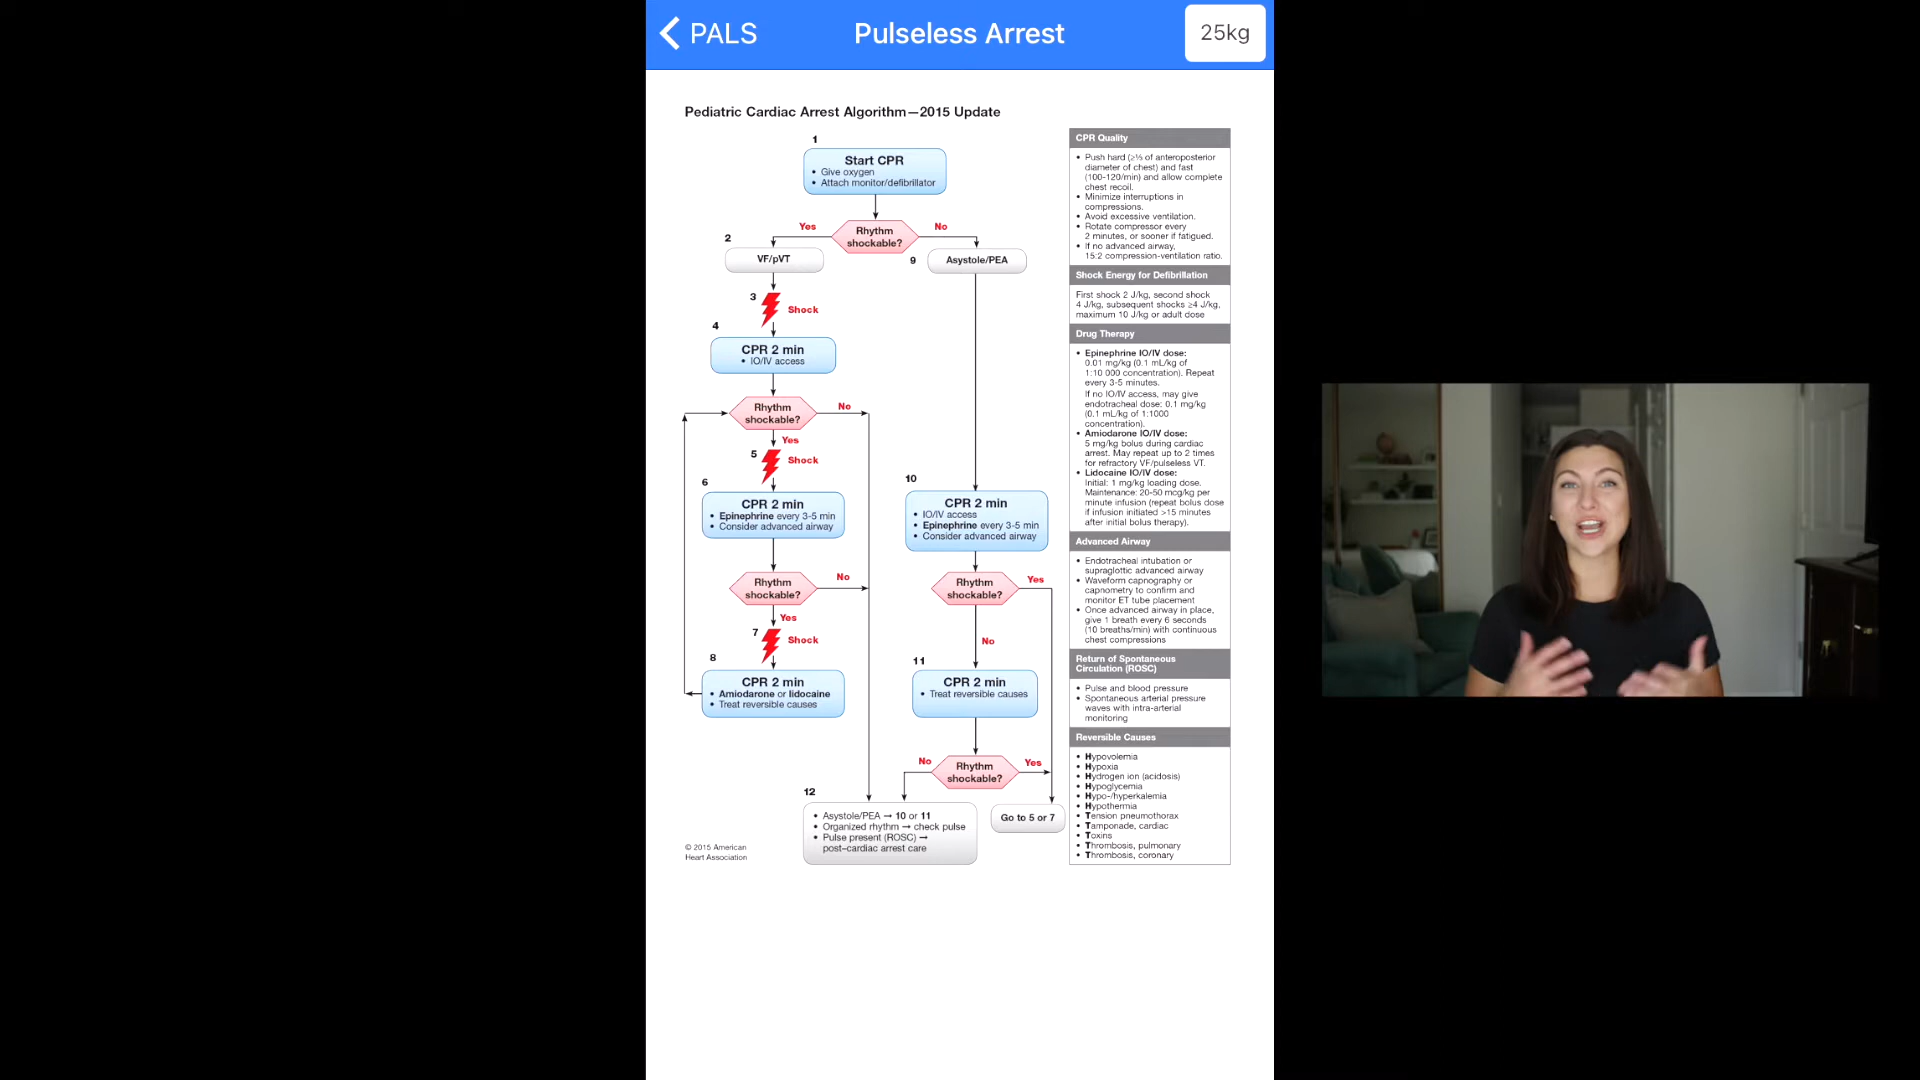 PALS
Pulseless Arrest
25kg
Pediatric Cardiac Arrest Algorithm—2015 Update
1
Start CPR
• Give oxygen
• Attach monitor/defibrillator
Yes
Rhythm
shockable?
No
2
VF/pVT
9
Asystole/PEA
3
Shock
4
CPR 2 min
• IO/IV access
Rhythm
shockable?
No
Yes
5
Shock
6
CPR 2 min
• Epinephrine every 3-5 min
• Consider advanced airway
Rhythm
shockable?
No
Yes
7
Shock
8
CPR 2 min
• Amiodarone or lidocaine
• Treat reversible causes
10
CPR 2 min
• IO/IV access
• Epinephrine every 3-5 min
• Consider advanced airway
Rhythm
shockable?
Yes
No
11
CPR 2 min
• Treat reversible causes
No
Rhythm
shockable?
Yes
12
• Asystole/PEA → 10 or 11
• Organized rhythm → check pulse
• Pulse present (ROSC) →
post–cardiac arrest care
Go to 5 or 7
© 2015 American
Heart Association
CPR Quality
• Push hard (≥⅓ of anteroposterior
diameter of chest) and fast
(100-120/min) and allow complete
chest recoil.
• Minimize interruptions in
compressions.
• Avoid excessive ventilation.
• Rotate compressor every
2 minutes, or sooner if fatigued.
• If no advanced airway,
15:2 compression-ventilation ratio.
Shock Energy for Defibrillation
First shock 2 J/kg, second shock
4 J/kg, subsequent shocks ≥4 J/kg,
maximum 10 J/kg or adult dose
Drug Therapy
• Epinephrine IO/IV dose:
0.01 mg/kg (0.1 mL/kg of
1:10 000 concentration). Repeat
every 3-5 minutes.
If no IO/IV access, may give
endotracheal dose: 0.1 mg/kg
(0.1 mL/kg of 1:1000
concentration).
• Amiodarone IO/IV dose:
5 mg/kg bolus during cardiac
arrest. May repeat up to 2 times
for refractory VF/pulseless VT.
• Lidocaine IO/IV dose:
Initial: 1 mg/kg loading dose.
Maintenance: 20-50 mcg/kg per
minute infusion (repeat bolus dose
if infusion initiated >15 minutes
after initial bolus therapy).
Advanced Airway
• Endotracheal intubation or
supraglottic advanced airway
• Waveform capnography or
capnometry to confirm and
monitor ET tube placement
• Once advanced airway in place,
give 1 breath every 6 seconds
(10 breaths/min) with continuous
chest compressions
Return of Spontaneous
Circulation (ROSC)
• Pulse and blood pressure
• Spontaneous arterial pressure
waves with intra-arterial
monitoring
Reversible Causes
• Hypovolemia
• Hypoxia
• Hydrogen ion (acidosis)
• Hypoglycemia
• Hypo-/hyperkalemia
• Hypothermia
• Tension pneumothorax
• Tamponade, cardiac
• Toxins
• Thrombosis, pulmonary
• Thrombosis, coronary